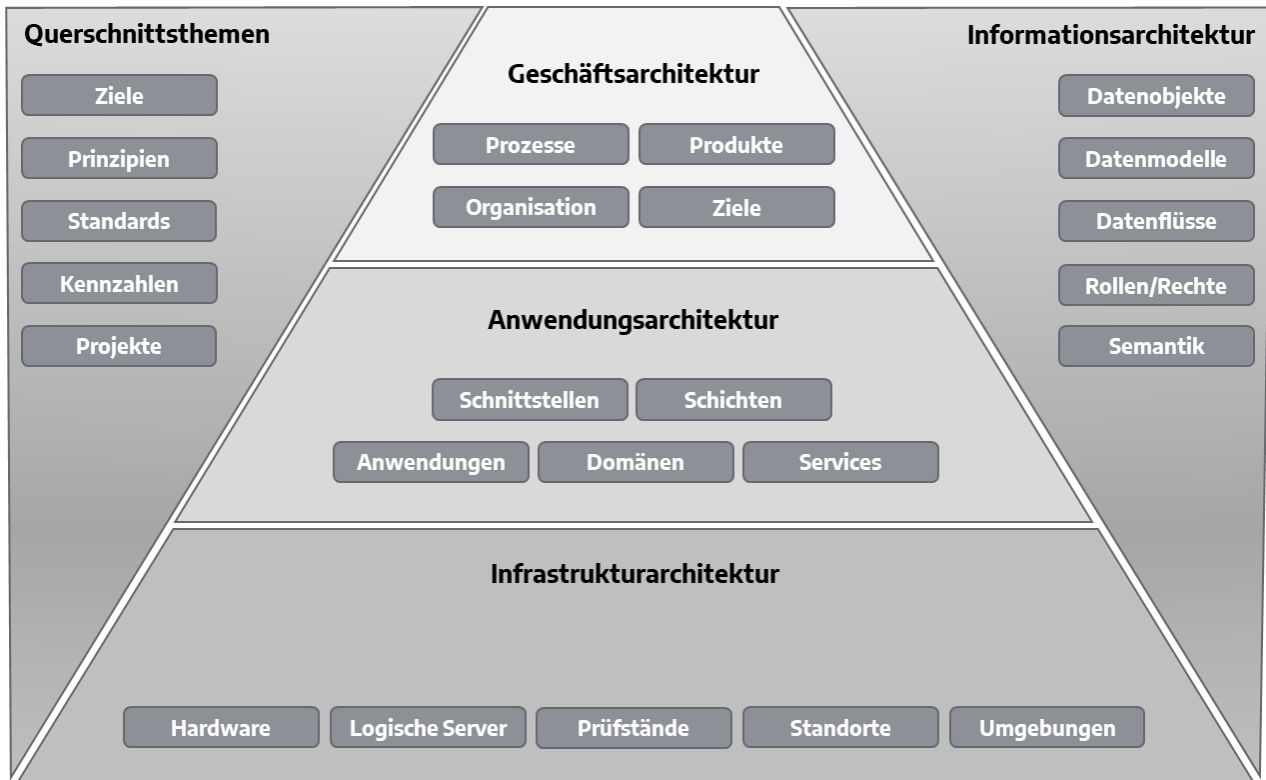 Querschnittsthemen
Ziele
Prinzipien
Standards
Kennzahlen
Projekte
Geschäftsarchitektur
Prozesse
Produkte
Organisation
Ziele
Anwendungsarchitektur
Schnittstellen
Schichten
Anwendungen
Domänen
Services
Infrastrukturarchitektur
Hardware
Logische Server
Prüfstände
Standorte
Umgebungen
Informationsarchitektur
Datenobjekte
Datenmodelle
Datenflüsse
Rollen/Rechte
Semantik